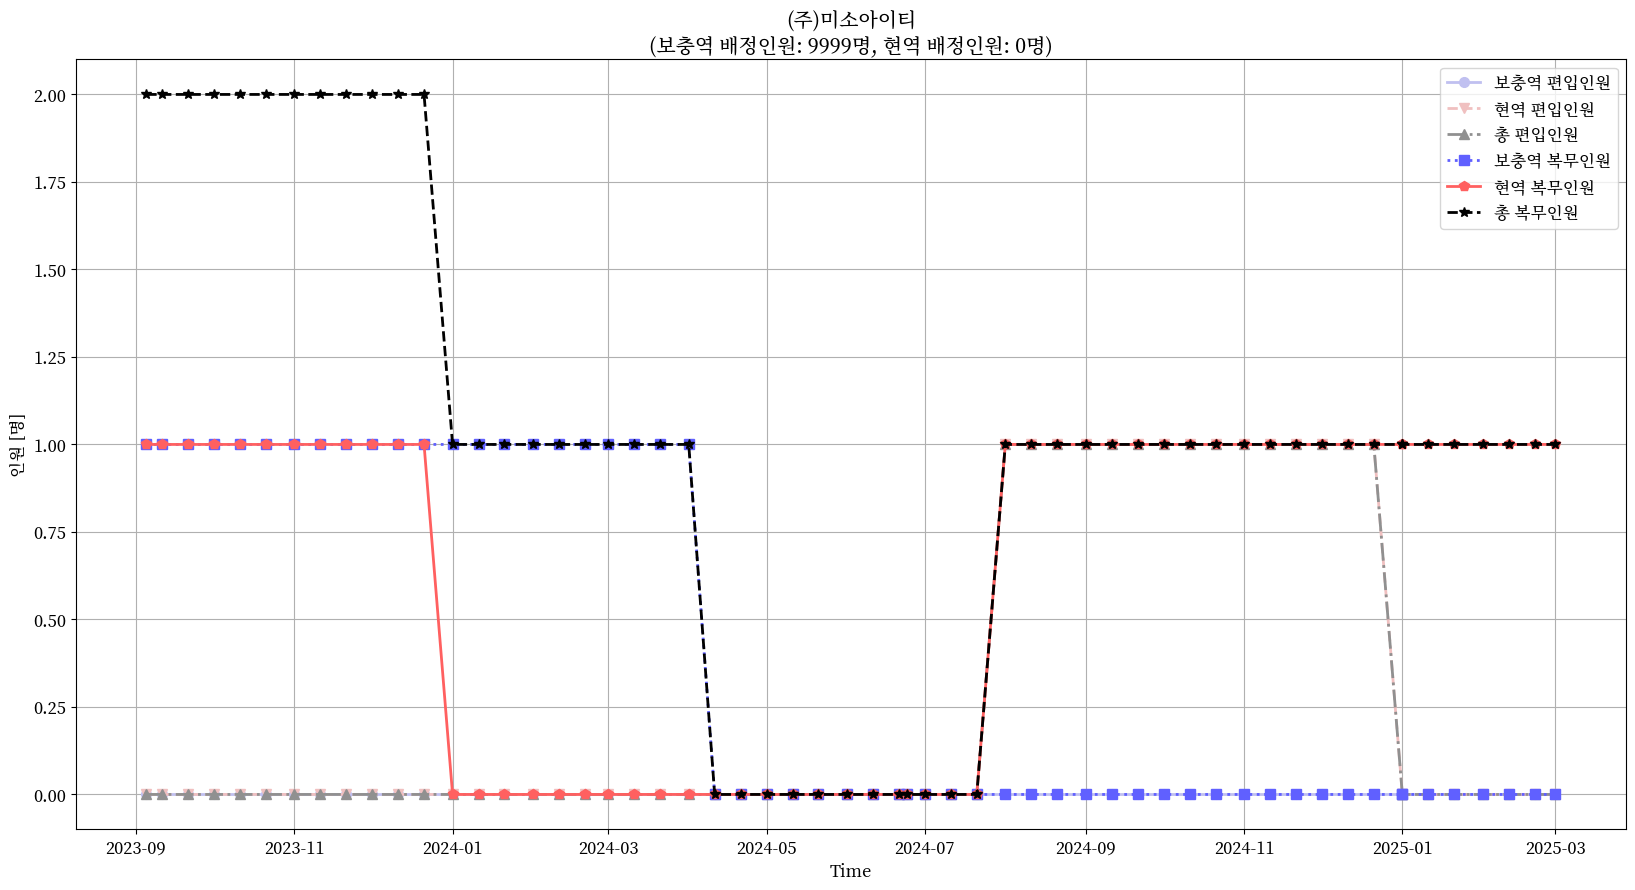 (주)미소아이티
(보충역 배정인원: 9999명, 현역 배정인원: 0명)
보충역 편입인원
현역 편입인원
총 편입인원
보충역 복무인원
현역 복무인원
총 복무인원
인원 [명]
2.00
1.75
1.50
1.25
1.00
0.75
0.50
0.25
0.00
2023-09
2023-11
2024-01
2024-03
2024-05
2024-07
2024-09
2024-11
2025-01
2025-03
Time